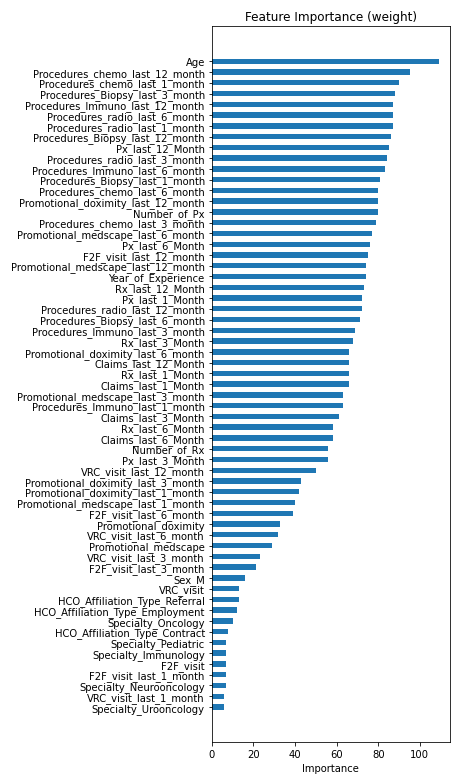 Feature Importance (weight)
Age
Procedures_chemo_last_12_month
Procedures_chemo_last_1_month
Procedures_Biopsy_last_3_month
Procedures_Immuno_last_12_month
Procedures_radio_last_6_month
Procedures_radio_last_1_month
Procedures_Biopsy_last_12_month
Px_last_12_Month
Procedures_radio_last_3_month
Procedures_Immuno_last_6_month
Procedures_Biopsy_last_1_month
Procedures_chemo_last_6_month
Promotional_doximity_last_12_month
Number_of_Px
Procedures_chemo_last_3_month
Promotional_medscape_last_6_month
Px_last_6_Month
F2F_visit_last_12_month
Promotional_medscape_last_12_month
Year_of_Experience
Rx_last_12_Month
Px_last_1_Month
Procedures_radio_last_12_month
Procedures_Biopsy_last_6_month
Procedures_Immuno_last_3_month
Rx_last_3_Month
Promotional_doximity_last_6_month
Claims_last_12_Month
Rx_last_1_Month
Claims_last_1_Month
Promotional_medscape_last_3_month
Procedures_Immuno_last_1_month
Claims_last_3_Month
Rx_last_6_Month
Claims_last_6_Month
Number_of_Rx
Px_last_3_Month
VRC_visit_last_12_month
Promotional_doximity_last_3_month
Promotional_doximity_last_1_month
Promotional_medscape_last_1_month
F2F_visit_last_6_month
Promotional_doximity
VRC_visit_last_6_month
Promotional_medscape
VRC_visit_last_3_month
F2F_visit_last_3_month
Sex_M
VRC_visit
HCO_Affiliation_Type_Referral
HCO_Affiliation_Type_Employment
Specialty_Oncology
HCO_Affiliation_Type_Contract
Specialty_Pediatric
Specialty_Immunology
F2F_visit
F2F_visit_last_1_month
Specialty_Neurooncology
VRC_visit_last_1_month
Specialty_Urooncology
0 20 40 60 80 100
Importance